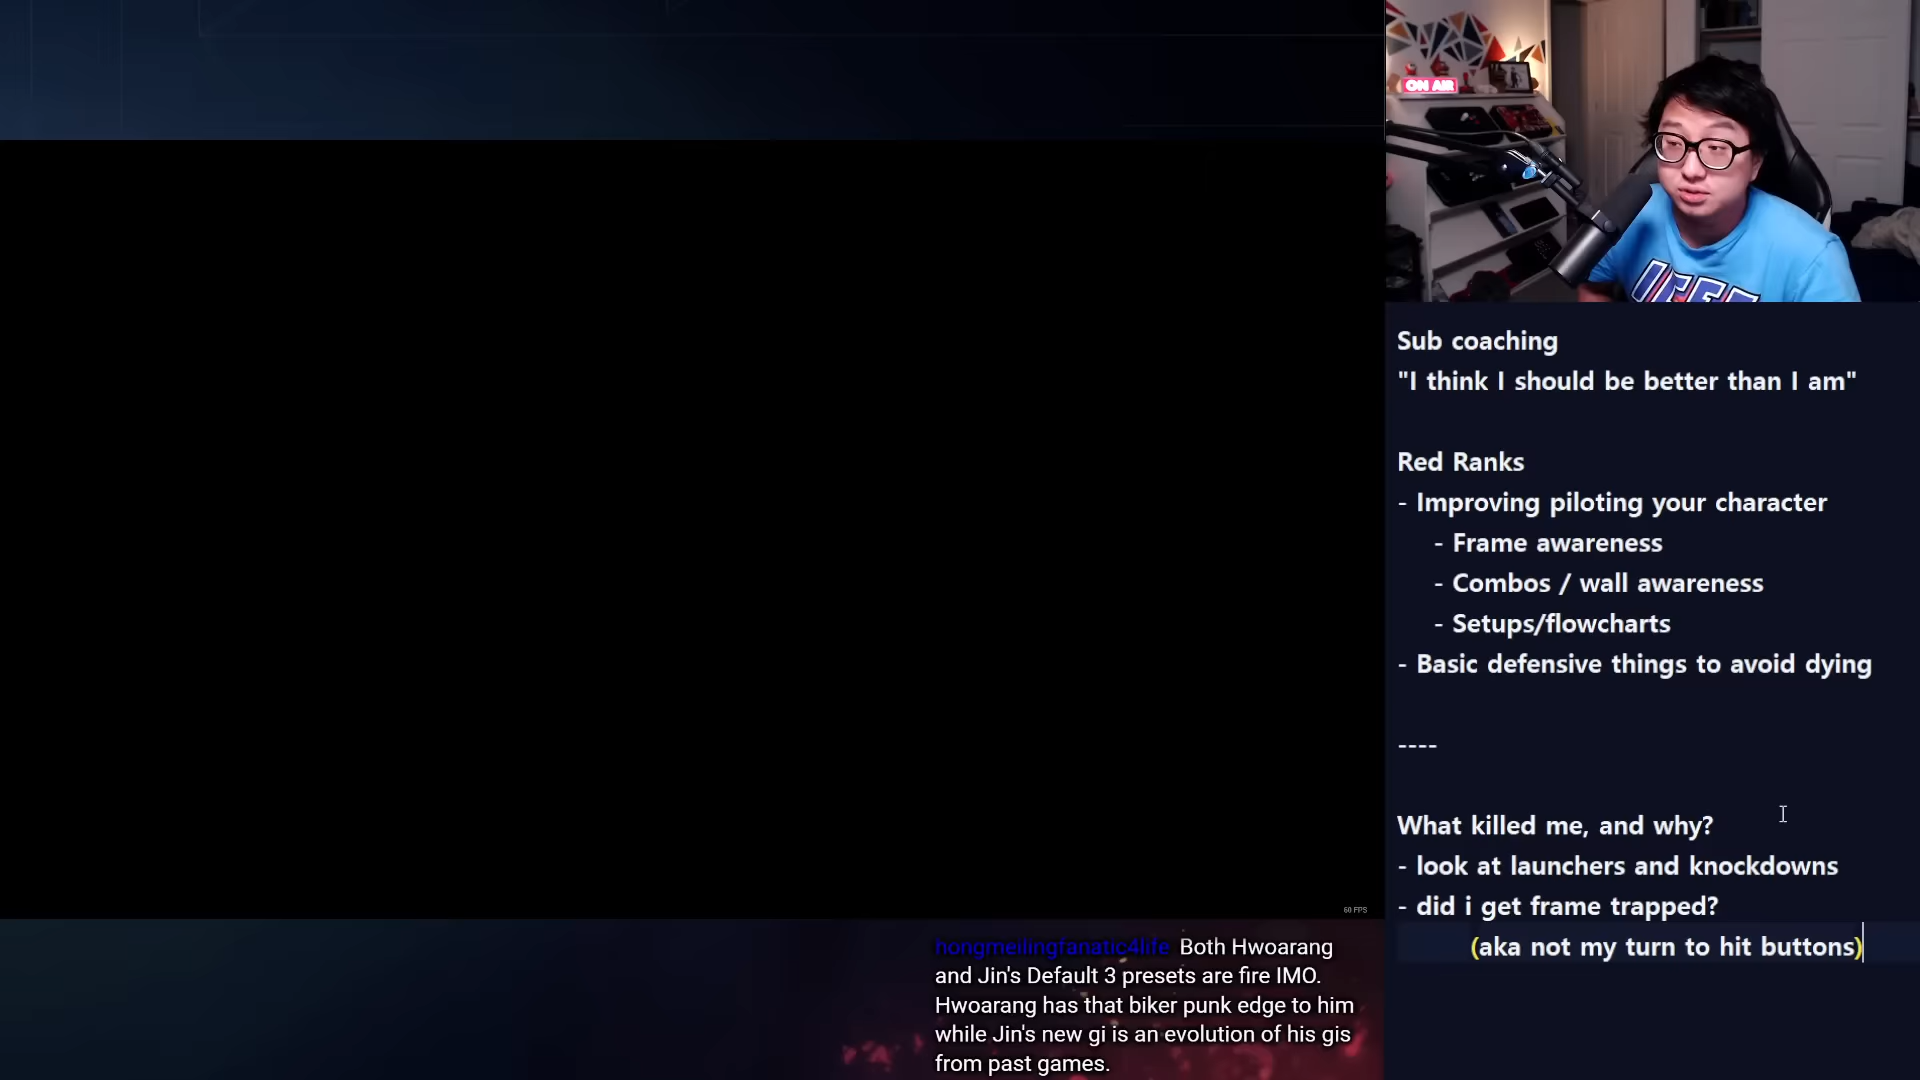 ON AIR
Sub coaching
"I think I should be better than I am"
Red Ranks
- Improving piloting your character
- Frame awareness
- Combos / wall awareness
- Setups/flowcharts
- Basic defensive things to avoid dying
----
What killed me, and why?
- look at launchers and knockdowns
- did i get frame trapped?
(aka not my turn to hit buttons)
60 FPS
hongmeilingfanatic4life Both Hwoarang
and Jin's Default 3 presets are fire IMO.
Hwoarang has that biker punk edge to him
while Jin's new gi is an evolution of his gis
from past games.